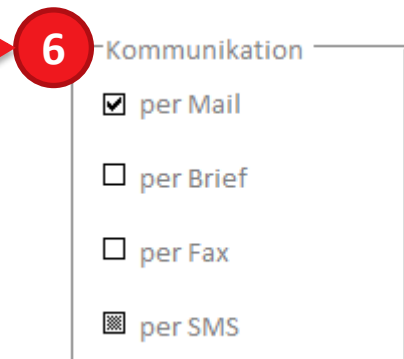 6
Kommunikation
per Mail
per Brief
per Fax
per SMS